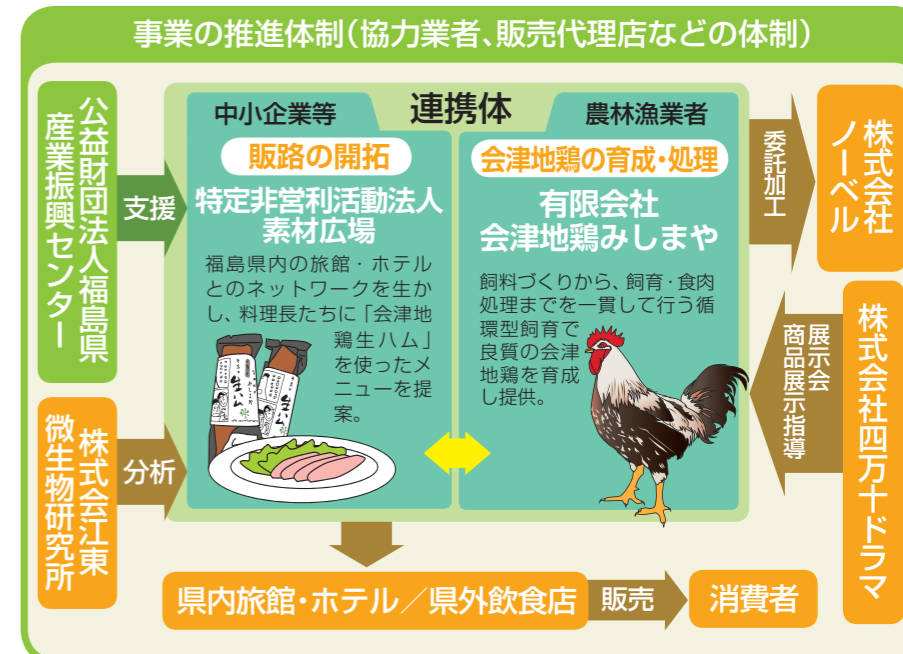 事業の推進体制(協力業者、販売代理店などの体制)
公益財団法人福島県
産業振興センター
支援
株式会江東
微生物研究所
分析
連携体
中小企業等
販路の開拓
特定非営利活動法人
素材広場
福島県内の旅館・ホテル
とのネットワークを生か
し、料理長たちに「会津地
鶏生ハム」
を使ったメ
ニューを提
案。
生ハム
農林漁業者
会津地鶏の育成・処理
有限会社
会津地鶏みしまや
飼料づくりから、飼育・食肉
処理までを一貫して行う循
環型飼育で
良質の会津
地鶏を育成
し提供。
委託加工
株式会社
ノーベル
展示会
商品展示指導
株式会社四万十ドラマ
県内旅館・ホテル／県外飲食店
販売
消費者